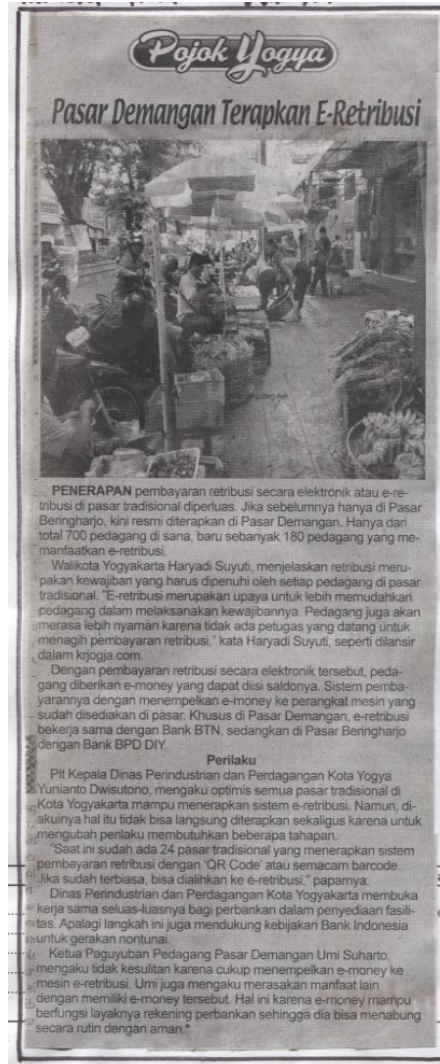 Pojok Yogya
Pasar Demangan Terapkan E-Retribusi
PENERAPAN pembayaran retribusi secara elektronik atau e-re-
tribusi di pasar tradisional diperluas. Jika sebelumnya hanya di Pasar
Beringharjo, kini resmi diterapkan di Pasar Demangan. Hanya dari
total 700 pedagang di sana, baru sebanyak 180 pedagang yang me-
manfaatkan e-retribusi.
Walikota Yogyakarta Haryadi Suyuti, menjelaskan retribusi meru-
pakan kewajiban yang harus dipenuhi oleh setiap pedagang di pasar
tradisional. "E-retribusi merupakan upaya untuk lebih memudahkan
pedagang dalam melaksanakan kewajibannya. Pedagang juga akan
merasa lebih nyaman karena tidak ada petugas yang datang untuk
menagih pembayaran retribusi," kata Haryadi Suyuti, seperti dilansir
dalam krjogja.com.
Dengan pembayaran retribusi secara elektronik tersebut, peda-
gang diberikan e-money yang dapat diisi saldonya. Sistem pemba-
yarannya dengan menempelkan e-money ke perangkat mesin yang
sudah disediakan di pasar. Khusus di Pasar Demangan, e-retribusi
bekerja sama dengan Bank BTN, sedangkan di Pasar Beringharjo
dengan Bank BPD DIY.
Perilaku
Plt Kepala Dinas Perindustrian dan Perdagangan Kota Yogya
Yunianto Dwisutono, mengaku optimis semua pasar tradisional di
Kota Yogyakarta mampu menerapkan sistem e-retribusi. Namun, di-
akuinya hal itu tidak bisa langsung diterapkan sekaligus karena untuk
mengubah perilaku membutuhkan beberapa tahapan.
"Saat ini sudah ada 24 pasar tradisional yang menerapkan sistem
pembayaran retribusi dengan 'QR Code' atau semacam barcode.
Jika sudah terbiasa, bisa dialihkan ke e-retribusi," paparnya.
Dinas Perindustrian dan Perdagangan Kota Yogyakarta membuka
kerja sama seluas-luasnya bagi perbankan dalam penyediaan fasili-
tas. Apalagi langkah ini juga mendukung kebijakan Bank Indonesia
untuk gerakan nontunai.
Ketua Paguyuban Pedagang Pasar Demangan Umi Suharto,
mengaku tidak kesulitan karena cukup menempelkan e-money ke
mesin e-retribusi. Umi juga mengaku merasakan manfaat lain
dengan memiliki e-money tersebut. Hal ini karena e-money mampu
berfungsi layaknya rekening perbankan sehingga dia bisa menabung
secara rutin dengan aman.*